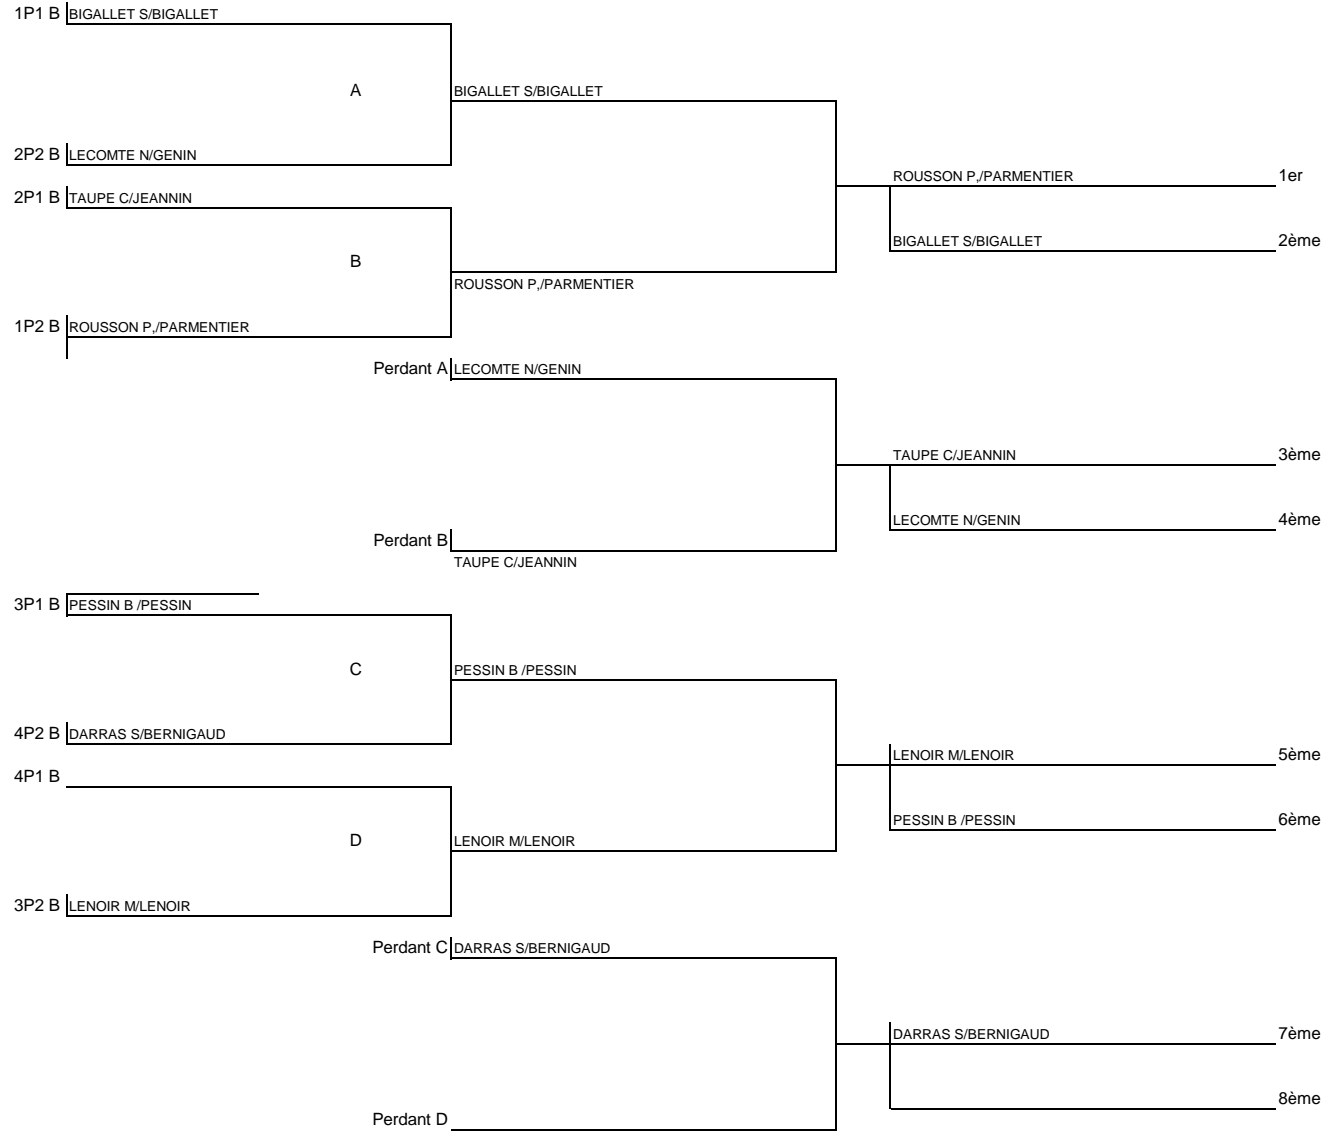 1P1 B BIGALLET S/BIGALLET
A BIGALLET S/BIGALLET
2P2 B LECOMTE N/GENIN
ROUSSON P,/PARMENTIER 1er
2P1 B TAUPE C/JEANNIN
BIGALLET S/BIGALLET 2ème
B
ROUSSON P,/PARMENTIER
1P2 B ROUSSON P,/PARMENTIER
Perdant A LECOMTE N/GENIN
TAUPE C/JEANNIN 3ème
LECOMTE N/GENIN 4ème
Perdant B
TAUPE C/JEANNIN
3P1 B PESSIN B /PESSIN
C PESSIN B /PESSIN
4P2 B DARRAS S/BERNIGAUD
LENOIR M/LENOIR 5ème
4P1 B
PESSIN B /PESSIN 6ème
D LENOIR M/LENOIR
3P2 B LENOIR M/LENOIR
Perdant C DARRAS S/BERNIGAUD
DARRAS S/BERNIGAUD 7ème
8ème
Perdant D